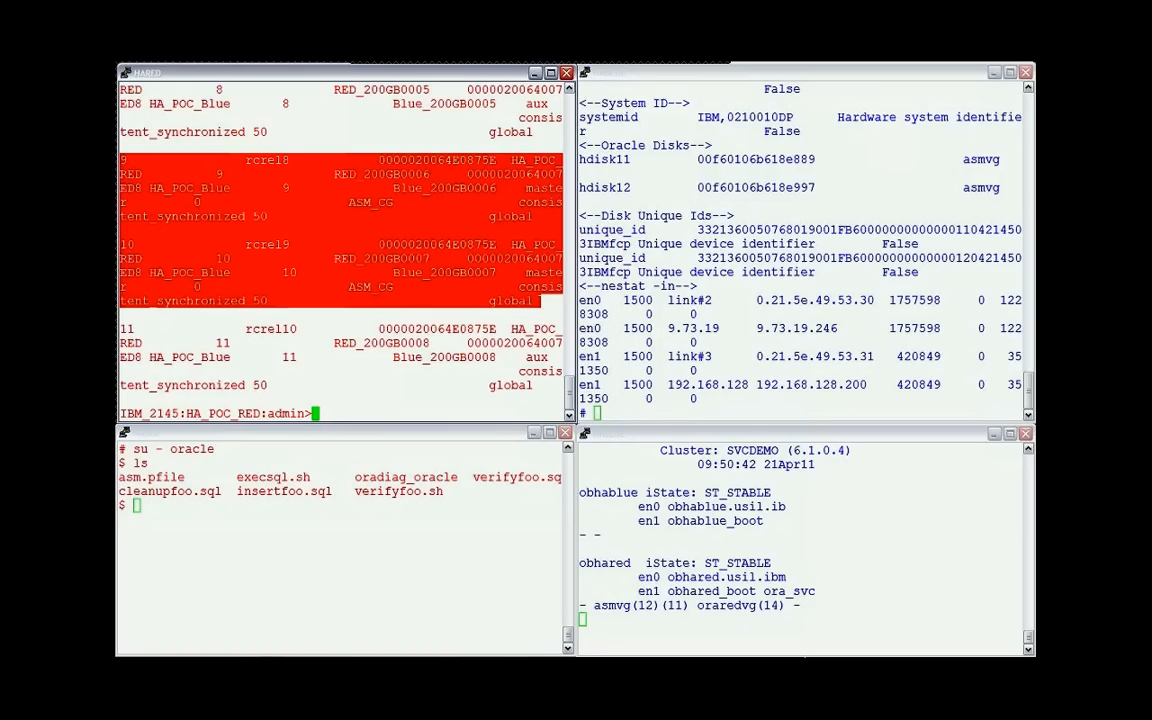 HARED
RED 8 RED_200GB0005 0000020064007
ED8 HA_POC_Blue 8 Blue_200GB0005 aux
consis
tent_synchronized 50 global
9 rcrel8 0000020064E0875E HA_POC_
RED 9 RED_200GB0006 0000020064007
ED8 HA_POC_Blue 9 Blue_200GB0006 maste
r 0 ASM_CG consis
tent_synchronized 50 global
10 rcrel9 0000020064E0875E HA_POC_
RED 10 RED_200GB0007 0000020064007
ED8 HA_POC_Blue 10 Blue_200GB0007 maste
r 0 ASM_CG consis
tent_synchronized 50 global
11 rcrel10 0000020064E0875E HA_POC_
RED 11 RED_200GB0008 0000020064007
ED8 HA_POC_Blue 11 Blue_200GB0008 aux
consis
tent_synchronized 50 global
IBM_2145:HA_POC_RED:admin>
False
<--System ID-->
systemid IBM,0210010DP Hardware system identifie
r False
<--Oracle Disks-->
hdisk11 00f60106b618e889 asmvg
hdisk12 00f60106b618e997 asmvg
<--Disk Unique Ids-->
unique_id 3321360050768019001FB6000000000000110421450
3IBMfcp Unique device identifier False
unique_id 3321360050768019001FB6000000000000120421450
3IBMfcp Unique device identifier False
<--nestat -in-->
en0 1500 link#2 0.21.5e.49.53.30 1757598 0 122
8308 0 0
en0 1500 9.73.19 9.73.19.246 1757598 0 122
8308 0 0
en1 1500 link#3 0.21.5e.49.53.31 420849 0 35
1350 0 0
en1 1500 192.168.128 192.168.128.200 420849 0 35
1350 0 0
#
# su - oracle
$ ls
asm.pfile execsql.sh oradiag_oracle verifyfoo.sq
cleanupfoo.sql insertfoo.sql verifyfoo.sh
$
Cluster: SVCDEMO (6.1.0.4)
09:50:42 21Apr11
obhablue iState: ST_STABLE
en0 obhablue.usil.ib
en1 obhablue_boot
- -
obhared iState: ST_STABLE
en0 obhared.usil.ibm
en1 obhared_boot ora_svc
- asmvg(12)(11) oraredvg(14) -